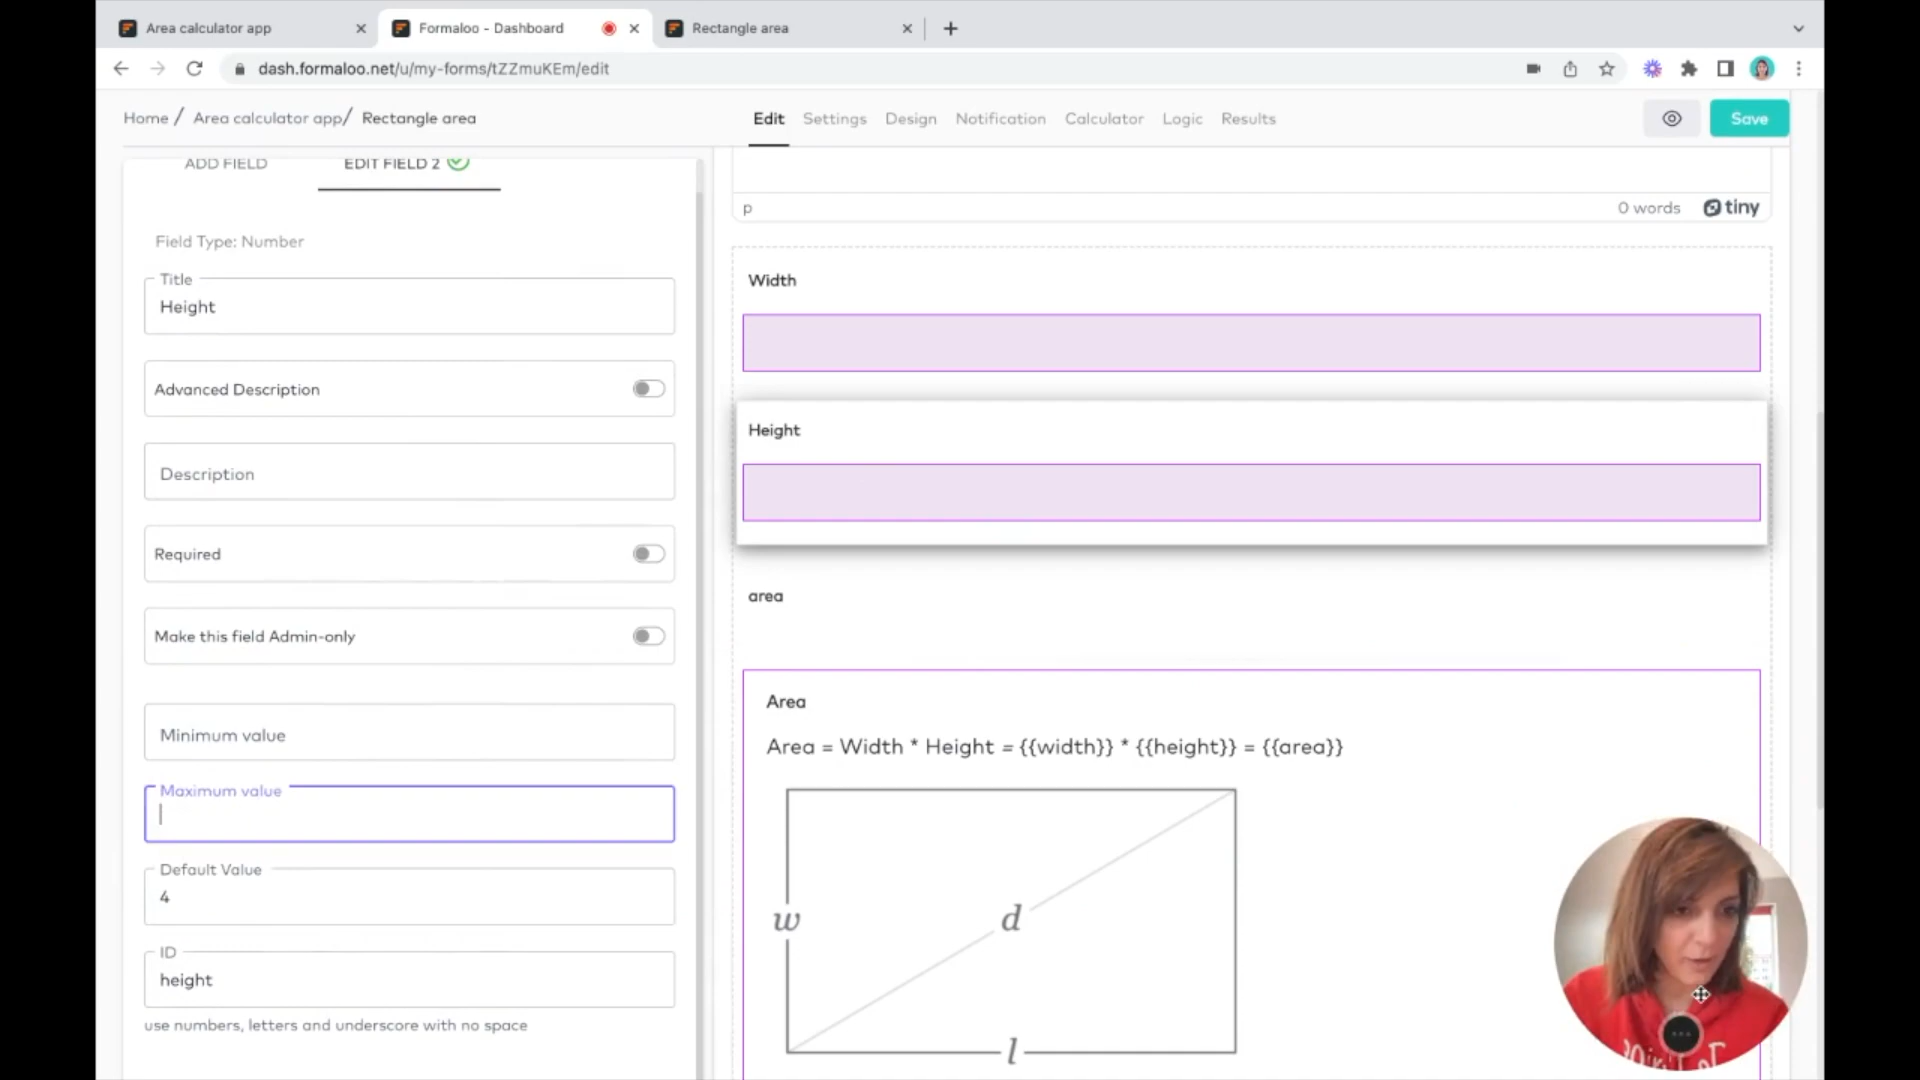 Area calculator app
Formaloo - Dashboard
Rectangle area
dash.formaloo.net/u/my-forms/tZZmuKEm/edit
Home / Area calculator app/ Rectangle area
Edit
Settings
Design
Notification
Calculator
Logic
Results
Save
ADD FIELD
EDIT FIELD 2
Field Type: Number
Title
Height
Advanced Description
Description
Required
Make this field Admin-only
Minimum value
Maximum value
Default Value
4
ID
height
use numbers, letters and underscore with no space
p
0 words
tiny
Width
Height
area
Area
Area = Width * Height = {{width}} * {{height}} = {{area}}
w
d
l